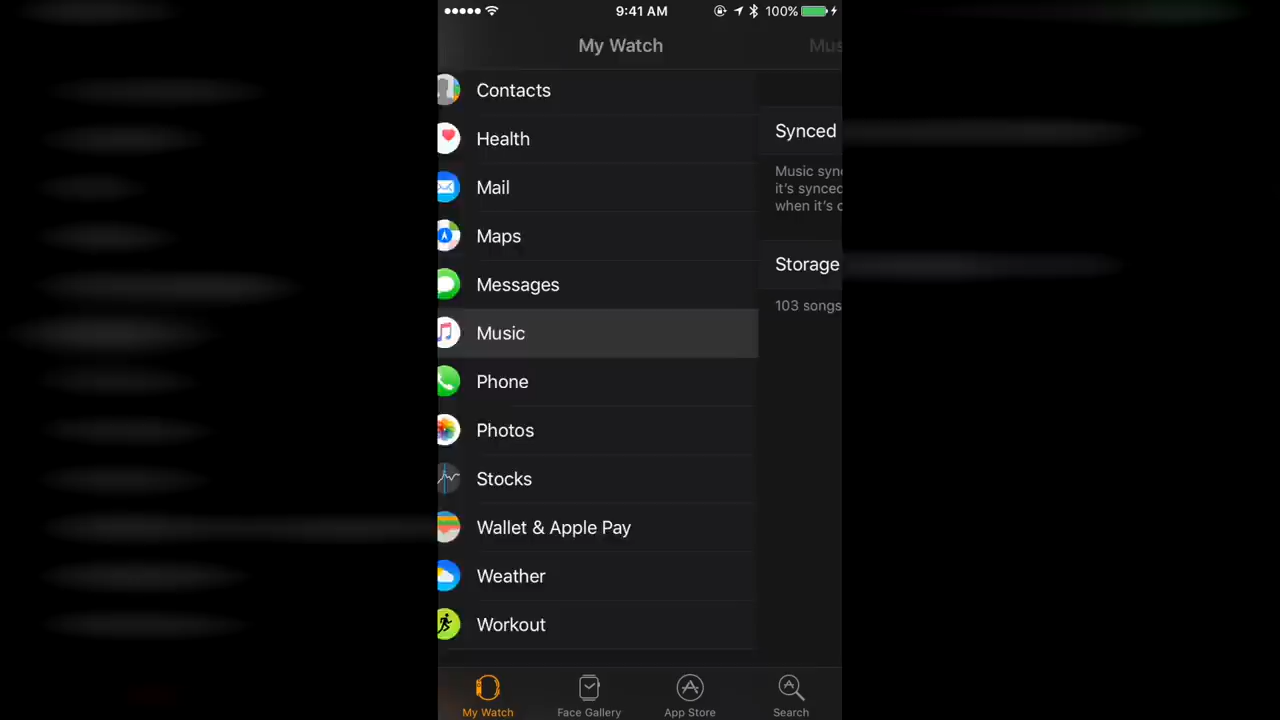 9:41 AM
100%
My Watch
Contacts
Health
Mail
Maps
Messages
Music
Phone
Photos
Stocks
Wallet & Apple Pay
Weather
Workout
Mus
Synced
Music syn
it's synced
when it's
Storage
103 songs
My Watch
Face Gallery
App Store
Search